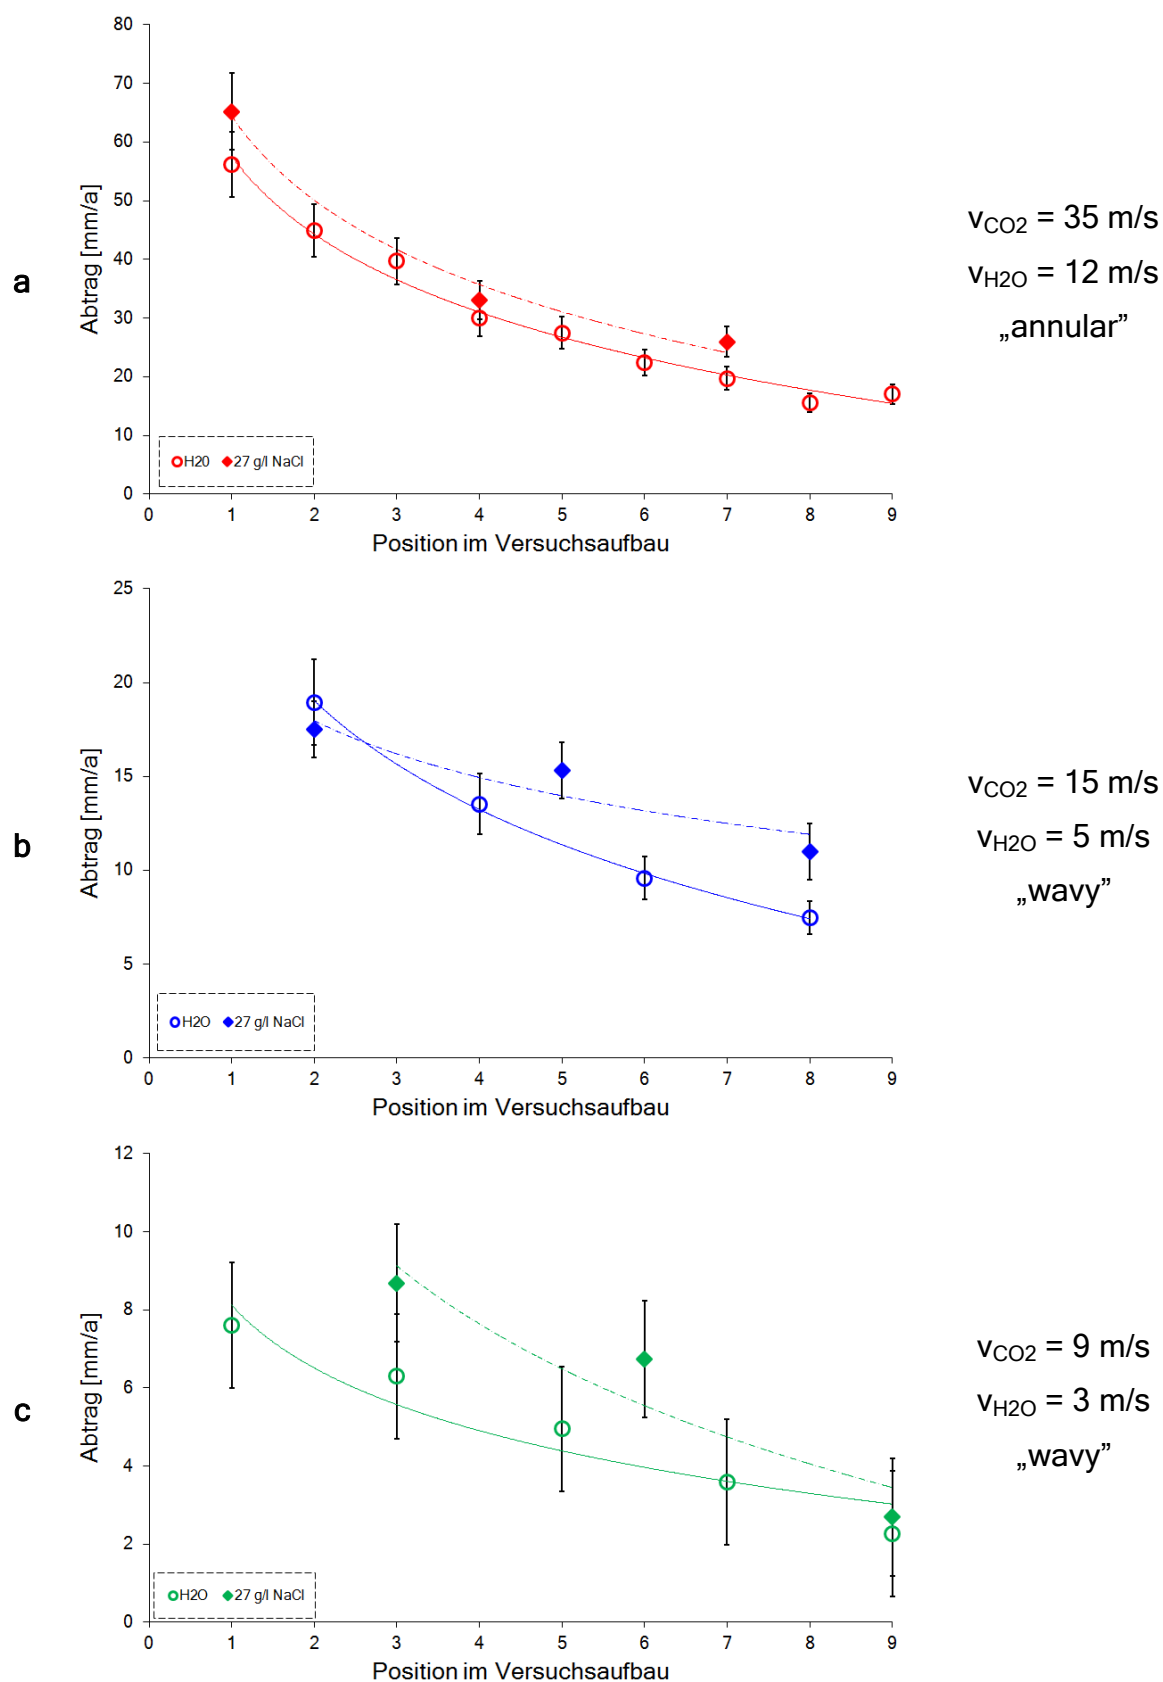 a
Abtrag [mm/a]
80
70
60
50
40
30
20
10
0
H20 27 g/l NaCl
0 1 2 3 4 5 6 7 8 9
Position im Versuchsaufbau
vCO2 = 35 m/s
vH2O = 12 m/s
„annular”
b
Abtrag [mm/a]
25
20
15
10
5
0
H2O 27 g/l NaCl
0 1 2 3 4 5 6 7 8 9
Position im Versuchsaufbau
vCO2 = 15 m/s
vH2O = 5 m/s
„wavy”
c
Abtrag [mm/a]
12
10
8
6
4
2
0
H2O 27 g/l NaCl
0 1 2 3 4 5 6 7 8 9
Position im Versuchsaufbau
vCO2 = 9 m/s
vH2O = 3 m/s
„wavy”